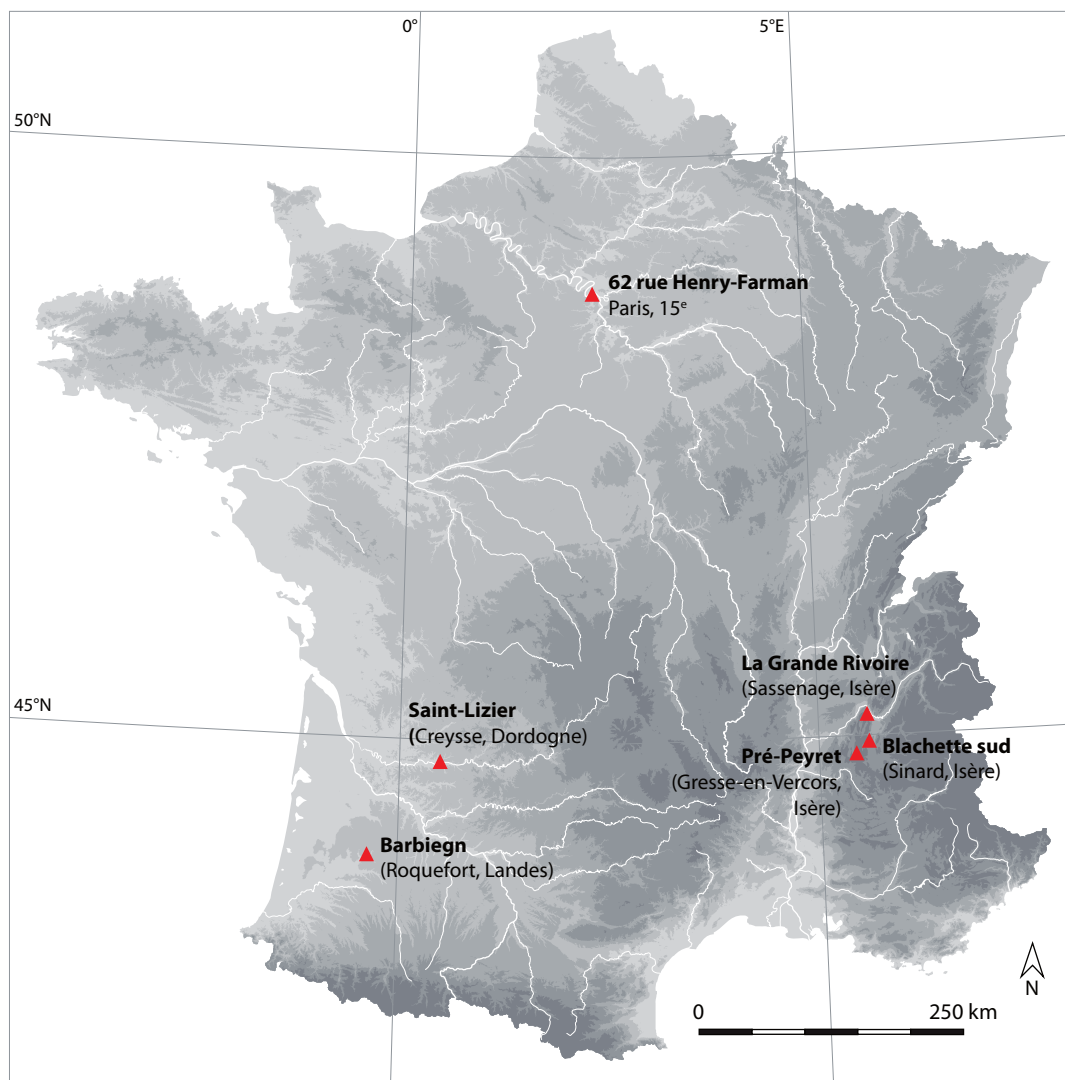 0°
5°E
50°N
62 rue Henry-Farman
Paris, 15e
La Grande Rivoire
(Sassenage, Isère)
45°N
Saint-Lizier
(Creysse, Dordogne)
Pré-Peyret
(Gresse-en-Vercors,
Isère)
Blachette sud
(Sinard, Isère)
Barbiegn
(Roquefort, Landes)
N
0
250 km